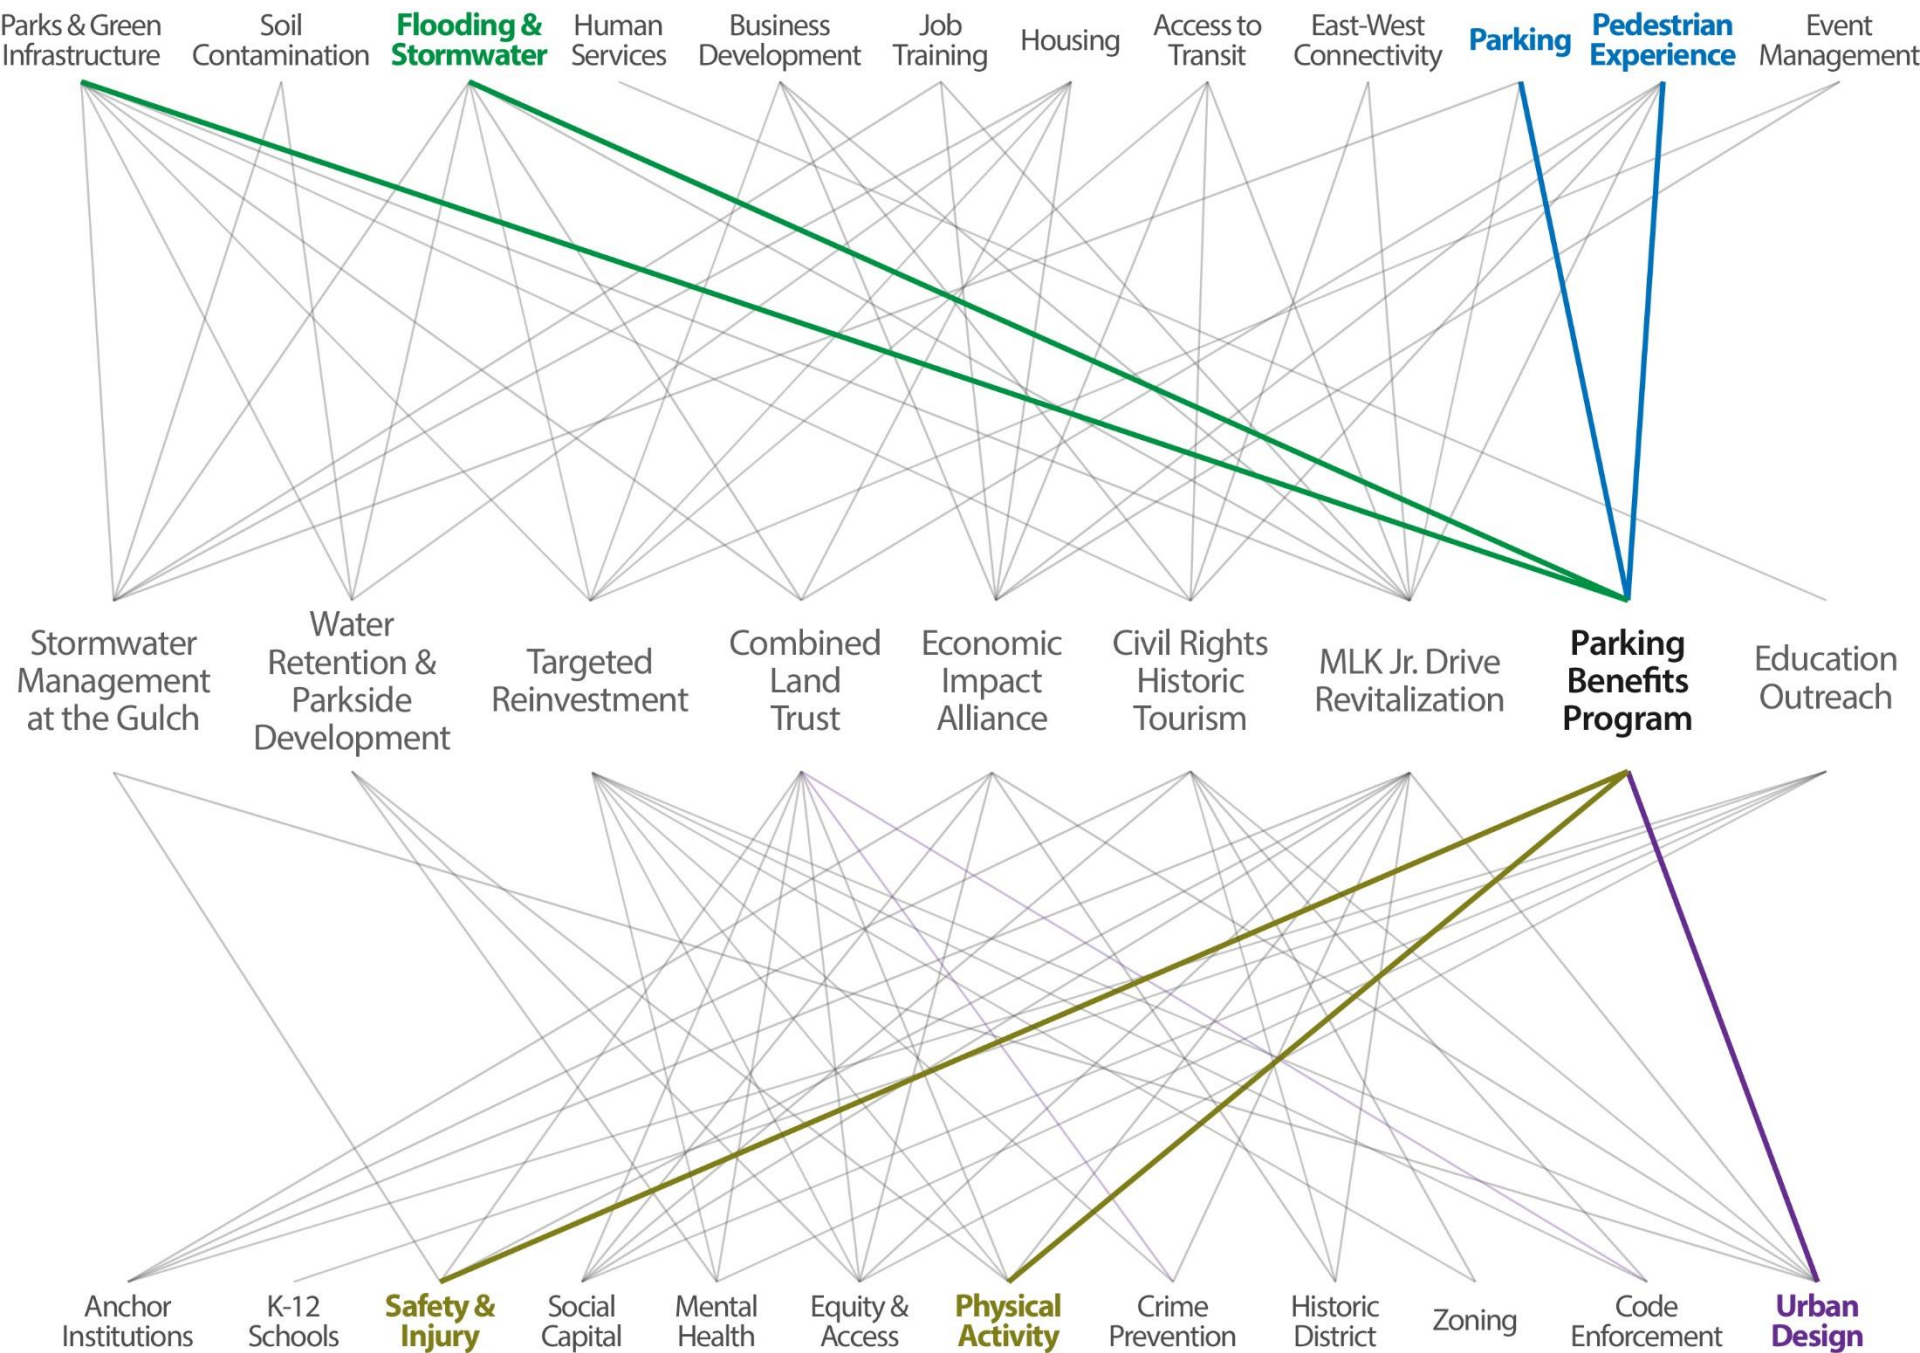 Parks & Green
Infrastructure
Soil
Contamination
Flooding &
Stormwater
Human
Services
Business
Development
Job
Training
Housing
Access to
Transit
East-West
Connectivity
Parking
Pedestrian
Experience
Event
Management
Stormwater
Management
at the Gulch
Water
Retention &
Parkside
Development
Targeted
Reinvestment
Combined
Land
Trust
Economic
Impact
Alliance
Civil Rights
Historic
Tourism
MLK Jr. Drive
Revitalization
Parking
Benefits
Program
Education
Outreach
Anchor
Institutions
K-12
Schools
Safety &
Injury
Social
Capital
Mental
Health
Equity &
Access
Physical
Activity
Crime
Prevention
Historic
District
Zoning
Code
Enforcement
Urban
Design